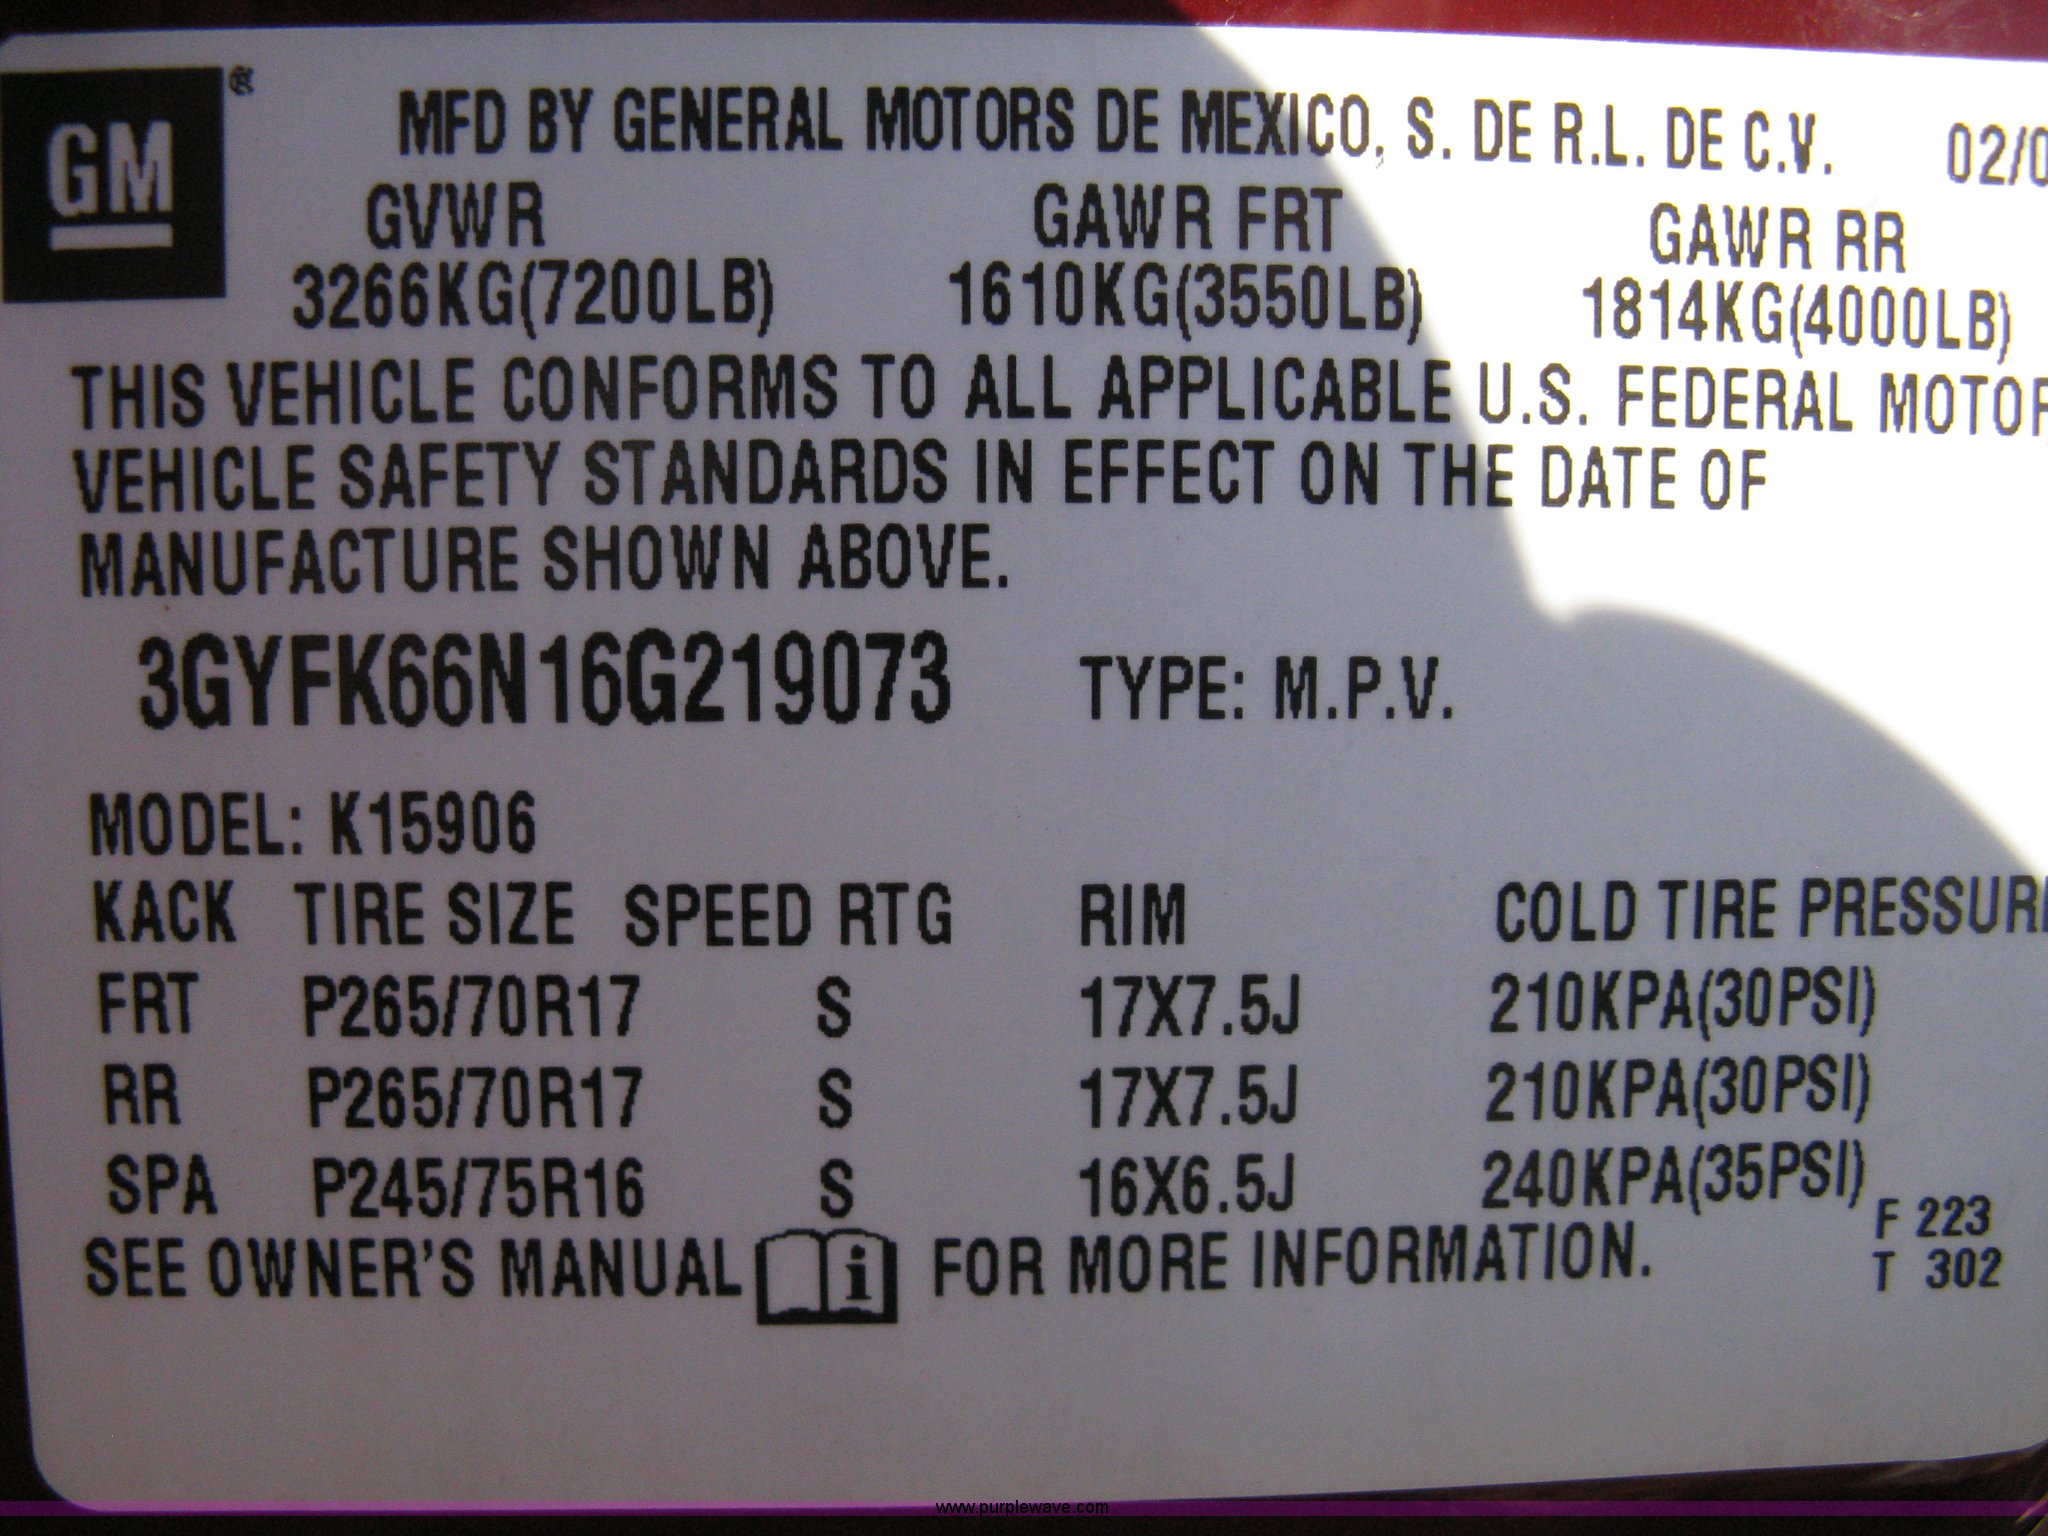 GM®
MFD BY GENERAL MOTORS DE MEXICO, S. DE R.L. DE C.V. 02/0
GVWR GAWR FRT GAWR RR
3266KG(7200LB) 1610KG(3550LB) 1814KG(4000LB)
THIS VEHICLE CONFORMS TO ALL APPLICABLE U.S. FEDERAL MOTOR
VEHICLE SAFETY STANDARDS IN EFFECT ON THE DATE OF
MANUFACTURE SHOWN ABOVE.
3GYFK66N16G219073 TYPE: M.P.V.
MODEL: K15906
KACK TIRE SIZE SPEED RTG RIM COLD TIRE PRESSURE
FRT P265/70R17 S 17X7.5J 210KPA(30PSI)
RR P265/70R17 S 17X7.5J 210KPA(30PSI)
SPA P245/75R16 S 16X6.5J 240KPA(35PSI)
SEE OWNER'S MANUAL i FOR MORE INFORMATION.
F 223
T 302
www.purplewave.com